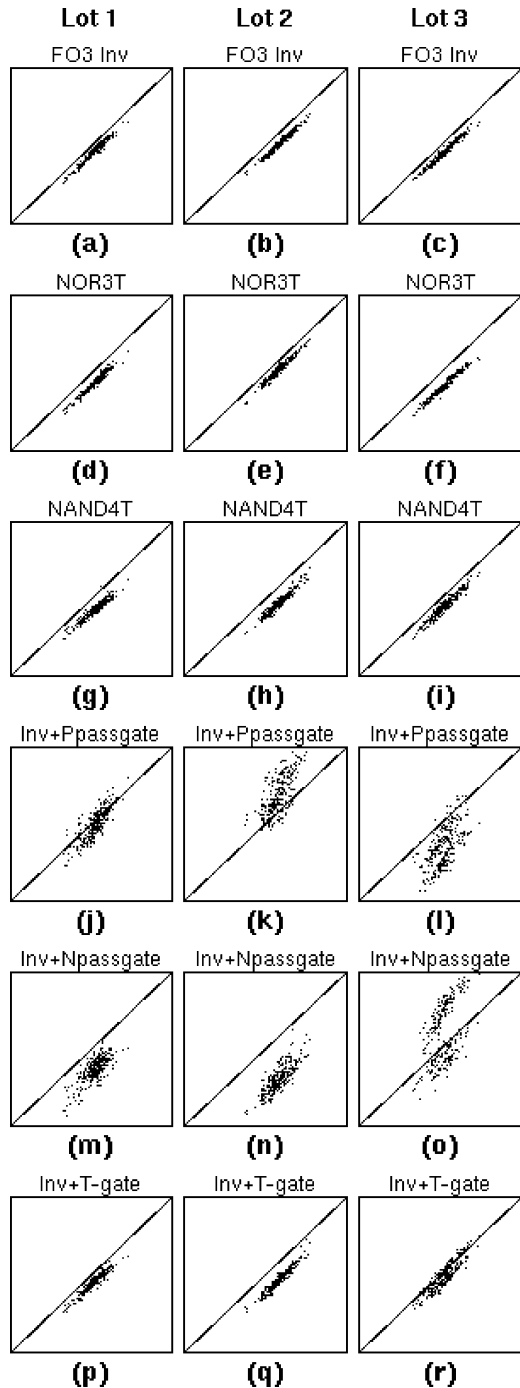 Lot 1 Lot 2 Lot 3
FO3 Inv FO3 Inv FO3 Inv
(a) (b) (c)
NOR3T NOR3T NOR3T
(d) (e) (f)
NAND4T NAND4T NAND4T
(g) (h) (i)
Inv+Ppassgate Inv+Ppassgate Inv+Ppassgate
(j) (k) (l)
Inv+Npassgate Inv+Npassgate Inv+Npassgate
(m) (n) (o)
Inv+T-gate Inv+T-gate Inv+T-gate
(p) (q) (r)